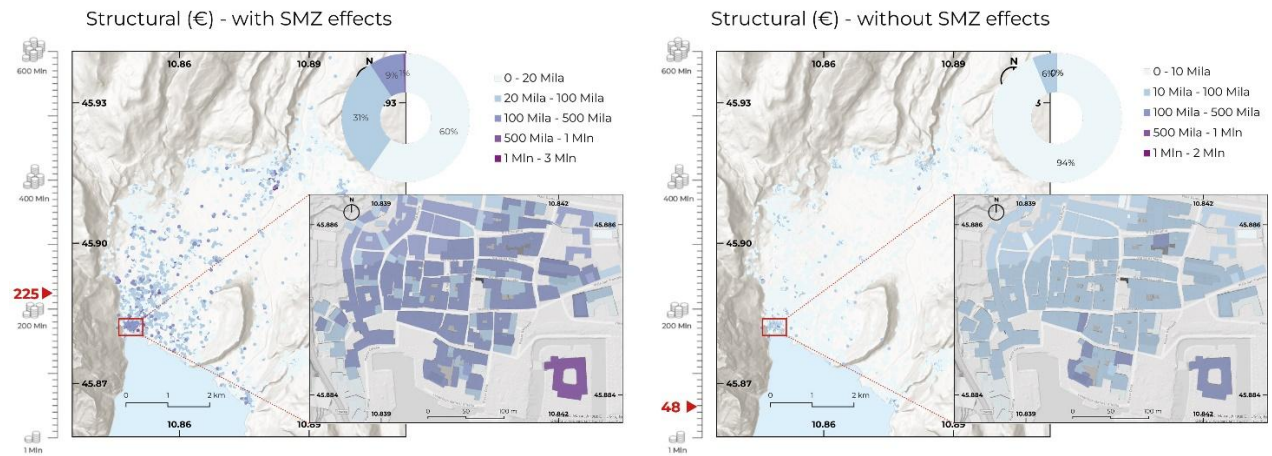 Structural (€) - with SMZ effects
600 Mln
400 Mln
225
200 Mln
1 Mln
10.86
10.89
45.93
.93
45.90
45.87
10.86
10.89
0 1 2 km
N
9%
1%
31%
60%
0 - 20 Mila
20 Mila - 100 Mila
100 Mila - 500 Mila
500 Mila - 1 Mln
1 Mln - 3 Mln
N
10.839
10.842
45.886
45.886
45.884
45.884
10.839
0 50 100 m
10.842
Structural (€) - without SMZ effects
600 Mln
400 Mln
200 Mln
48
1 Mln
10.86
10.89
45.93
3
45.90
45.87
10.86
10.89
0 1 2 km
6%
94%
0 - 10 Mila
10 Mila - 100 Mila
100 Mila - 500 Mila
500 Mila - 1 Mln
1 Mln - 2 Mln
N
10.839
10.842
45.886
45.886
45.884
45.884
10.839
0 50 100 m
10.842